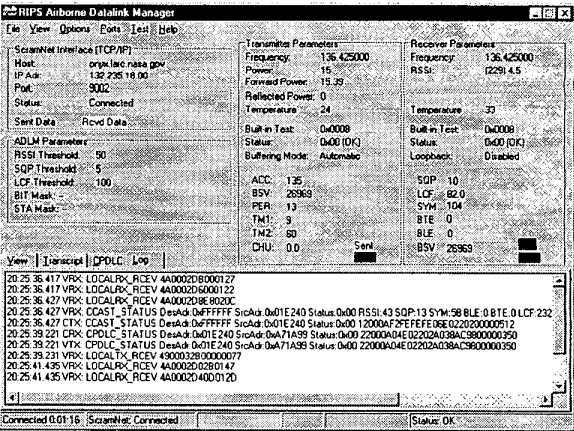 RIPS Airborne Datalink Manager
File View Options Ports Test Help
ScramNet Interface (TCP/IP)
Host: onyx.larc.nasa.gov
IP Adr: 132.235.18.00
Port: 9002
Status: Connected
Sent Data Rcvd Data
ADLM Parameters
RSSI Threshold: 50
SQP Threshold: 5
LCF Threshold: 100
BIT Mask: -
STA Mask: -
Transmitter Parameters
Frequency: 136.425000
Power: 15
Forward Power: 15.39
Reflected Power: 0
Temperature 24
Built-in Test: 0x0008
Status: 0x00 (OK)
Buffering Mode: Automatic
ACC: 135
BSV: 26969
PER: 13
TM1: 9
TM2: 60
CHU: 0.0 Sent
Receiver Parameters
Frequency: 136.425000
RSSI: (229) 4.5
Temperature 33
Built-in Test: 0x0008
Status: 0x00 (OK)
Loopback: Disabled
SQP 10
LCF 82.0
SYM 104
BTE 0
BLE 0
BSV 26969
View Transcript CPDLC Log
20:25:36.417 VRX: LOCALRX_RCEV 4A0002DB000127
20:25:36.417 VRX: LOCALRX_RCEV 4A0002D6000122
20:25:36.427 VRX: LOCALRX_RCEV 4A0002D8E8020C
20:25:36.427 VRX: CCAST_STATUS DesAdr:0xFFFFFF SrcAdr:0x01E240 Status:0x00 RSSI:43 SQP:13 SYM:58 BLE:0 BTE:0 LCF:232
20:25:36.427 CTX: CCAST_STATUS DesAdr:0xFFFFFF SrcAdr:0x01E240 Status:0x00 12000AF2FEFEFE06E0220200000512
20:25:39.221 CRX: CPDLC_STATUS DesAdr:0x01E240 SrcAdr:0xA71A99 Status:0x00 22000A04E02202A038AC9800000350
20:25:39.221 VTX: CPDLC_STATUS DesAdr:0x01E240 SrcAdr:0xA71A99 Status:0x00 22000A04E02202A038AC9800000350
20:25:39.231 VRX: LOCALTX_RCEV 4900032B00000077
20:25:41.435 VRX: LOCALRX_RCEV 4A0002D02B0147
20:25:41.435 VRX: LOCALRX_RCEV 4A0002D40D012D
Connected 0:01:16 ScramNet: Connected Status: OK